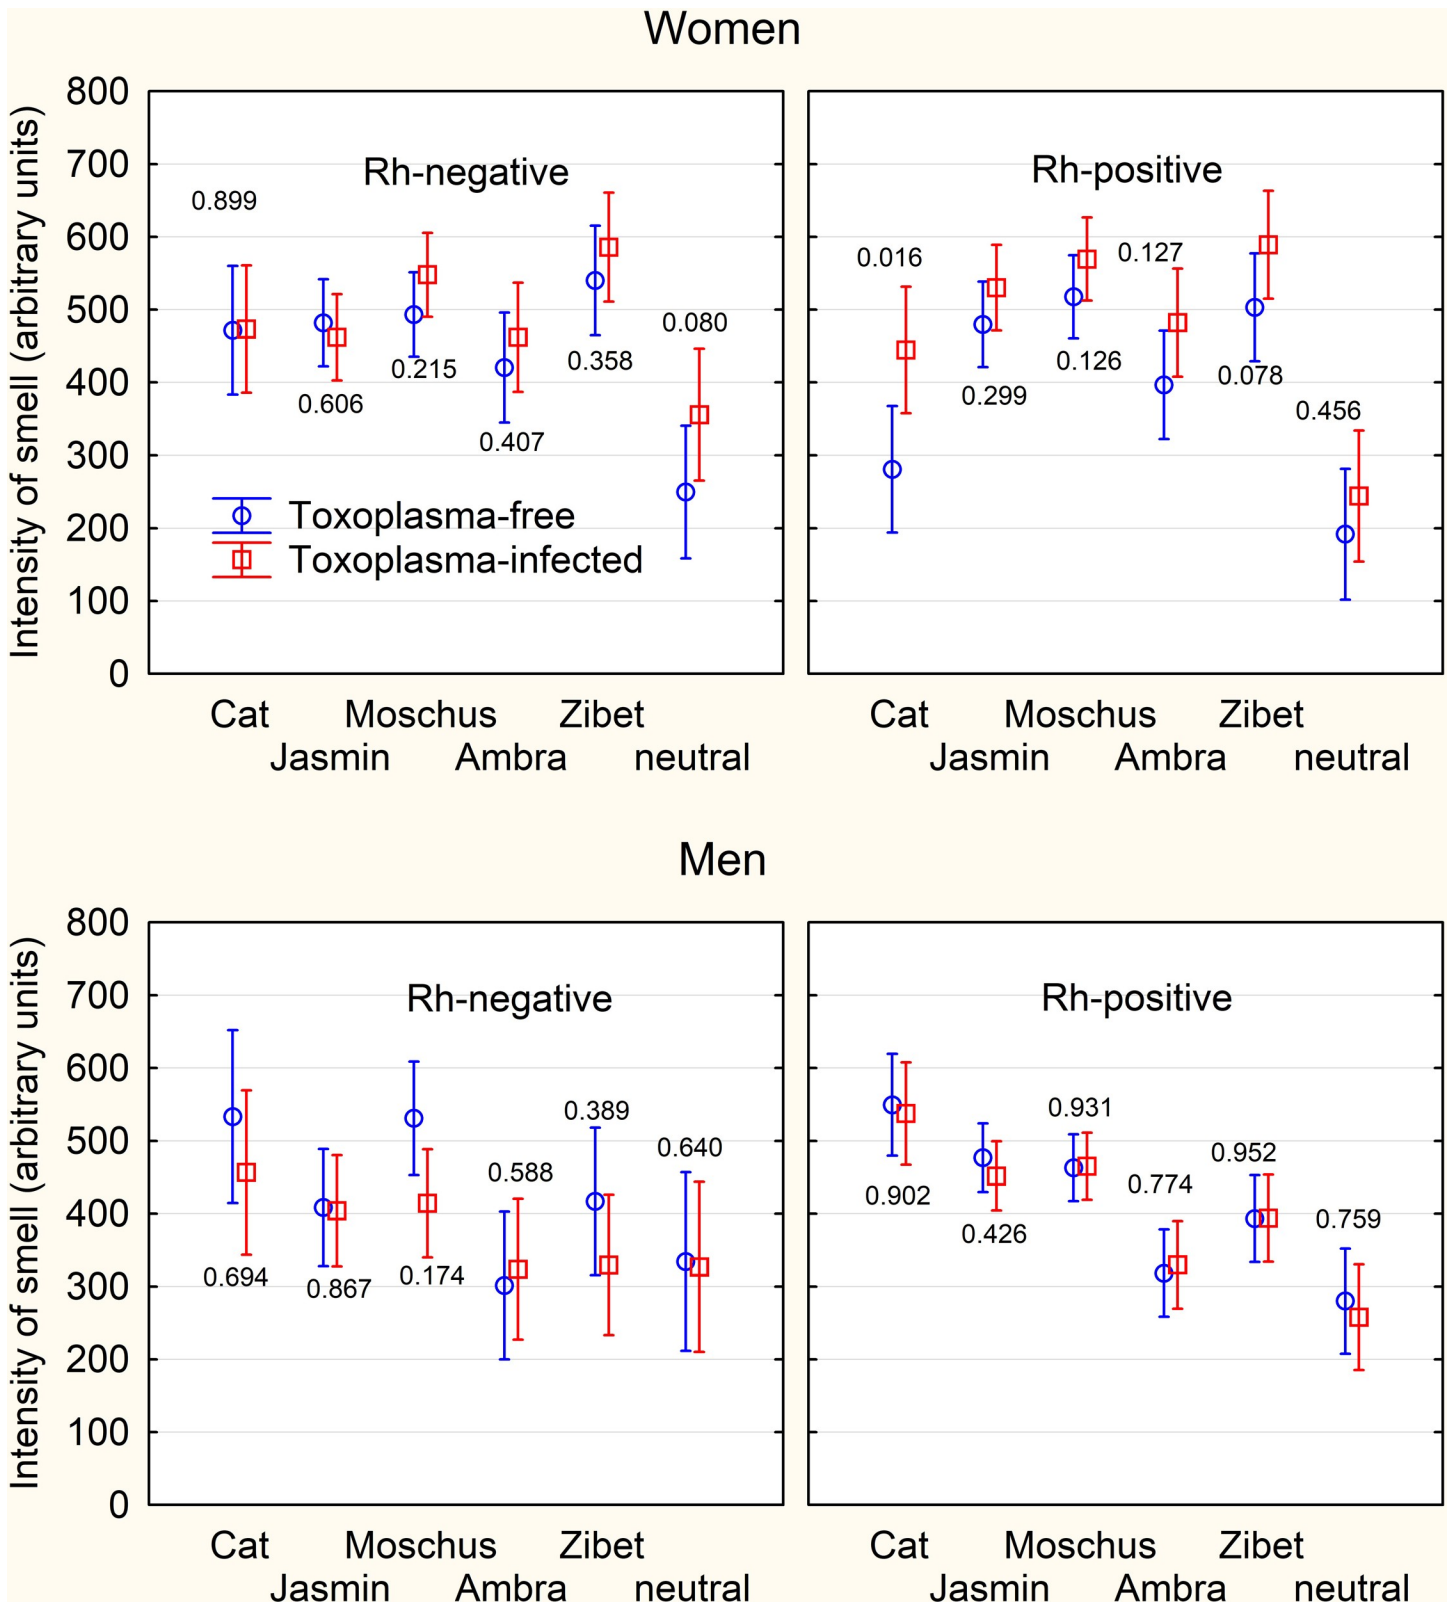 Women
Intensity of smell (arbitrary units)
800
700
600
500
400
300
200
100
0
Rh-negative
0.899
0.606
0.215
0.407
0.358
0.080
Toxoplasma-free
Toxoplasma-infected
Cat
Moschus
Zibet
Jasmin
Ambra
neutral
Rh-positive
0.016
0.299
0.126
0.127
0.078
0.456
Cat
Moschus
Zibet
Jasmin
Ambra
neutral
Men
Intensity of smell (arbitrary units)
800
700
600
500
400
300
200
100
0
Rh-negative
0.694
0.867
0.174
0.588
0.389
0.640
Cat
Moschus
Zibet
Jasmin
Ambra
neutral
Rh-positive
0.902
0.426
0.931
0.774
0.952
0.759
Cat
Moschus
Zibet
Jasmin
Ambra
neutral